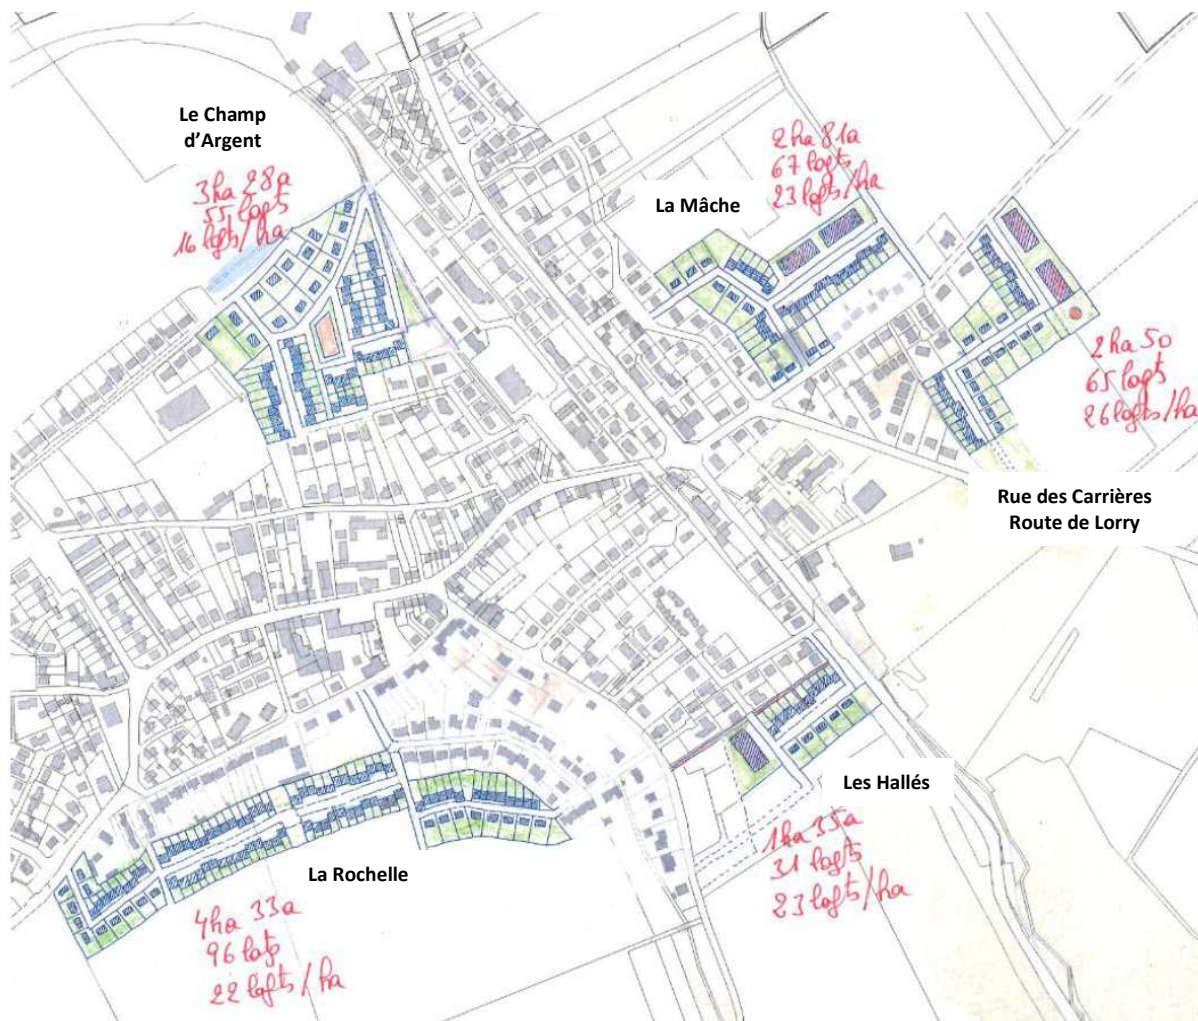 Le Champ
d’Argent
3ha 28a
55 logts
16 logts/ha
La Mâche
2ha 81a
67 logts
23 logts/ha
2ha 50
65 logts
26 logts/ha
Rue des Carrières
Route de Lorry
Les Hallés
1ha 35a
31 logts
23 logts/ha
La Rochelle
4ha 33a
96 logts
22 logts/ha